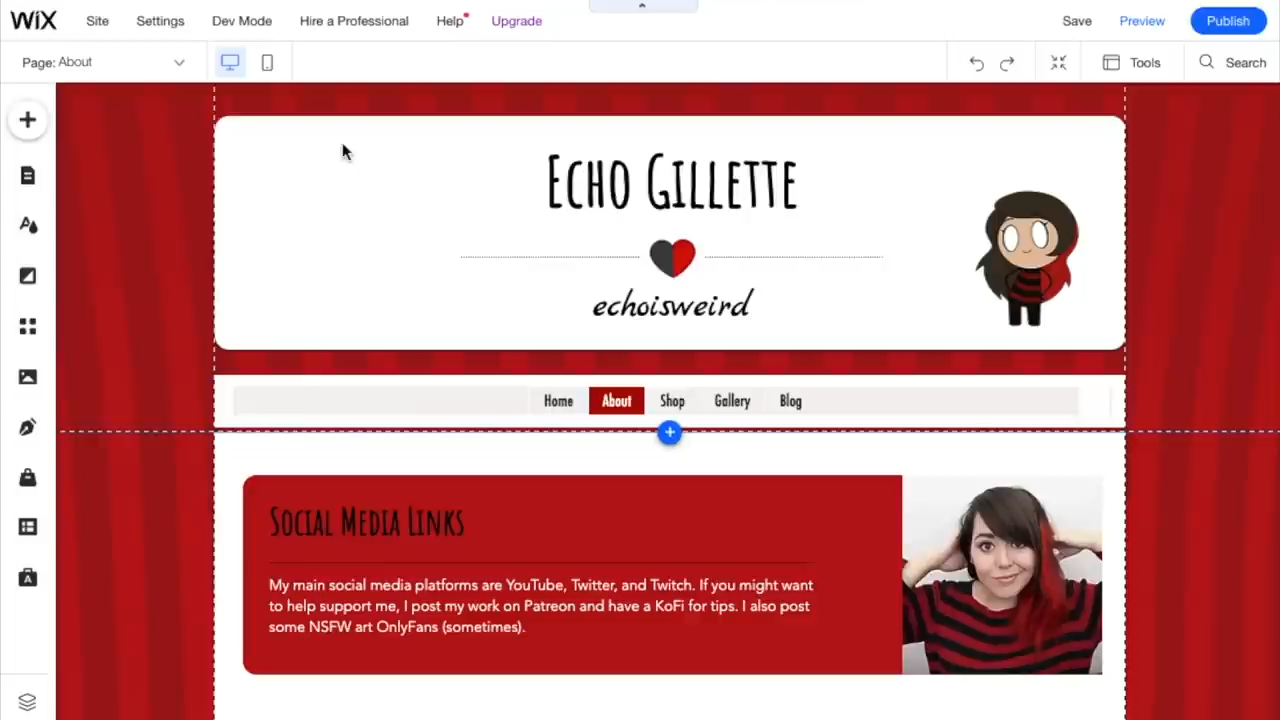 WiX Site Settings Dev Mode Hire a Professional Help Upgrade Save Preview Publish
Page: About Tools Search
Echo Gillette
echoisweird
Home About Shop Gallery Blog
Social Media Links
My main social media platforms are YouTube, Twitter, and Twitch. If you might want
to help support me, I post my work on Patreon and have a KoFi for tips. I also post
some NSFW art OnlyFans (sometimes).